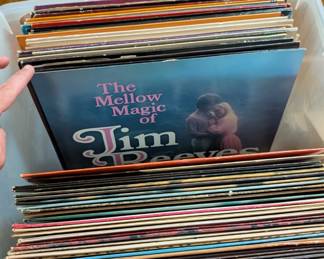 The
Mellow
Magic
of
Jim
Reeves